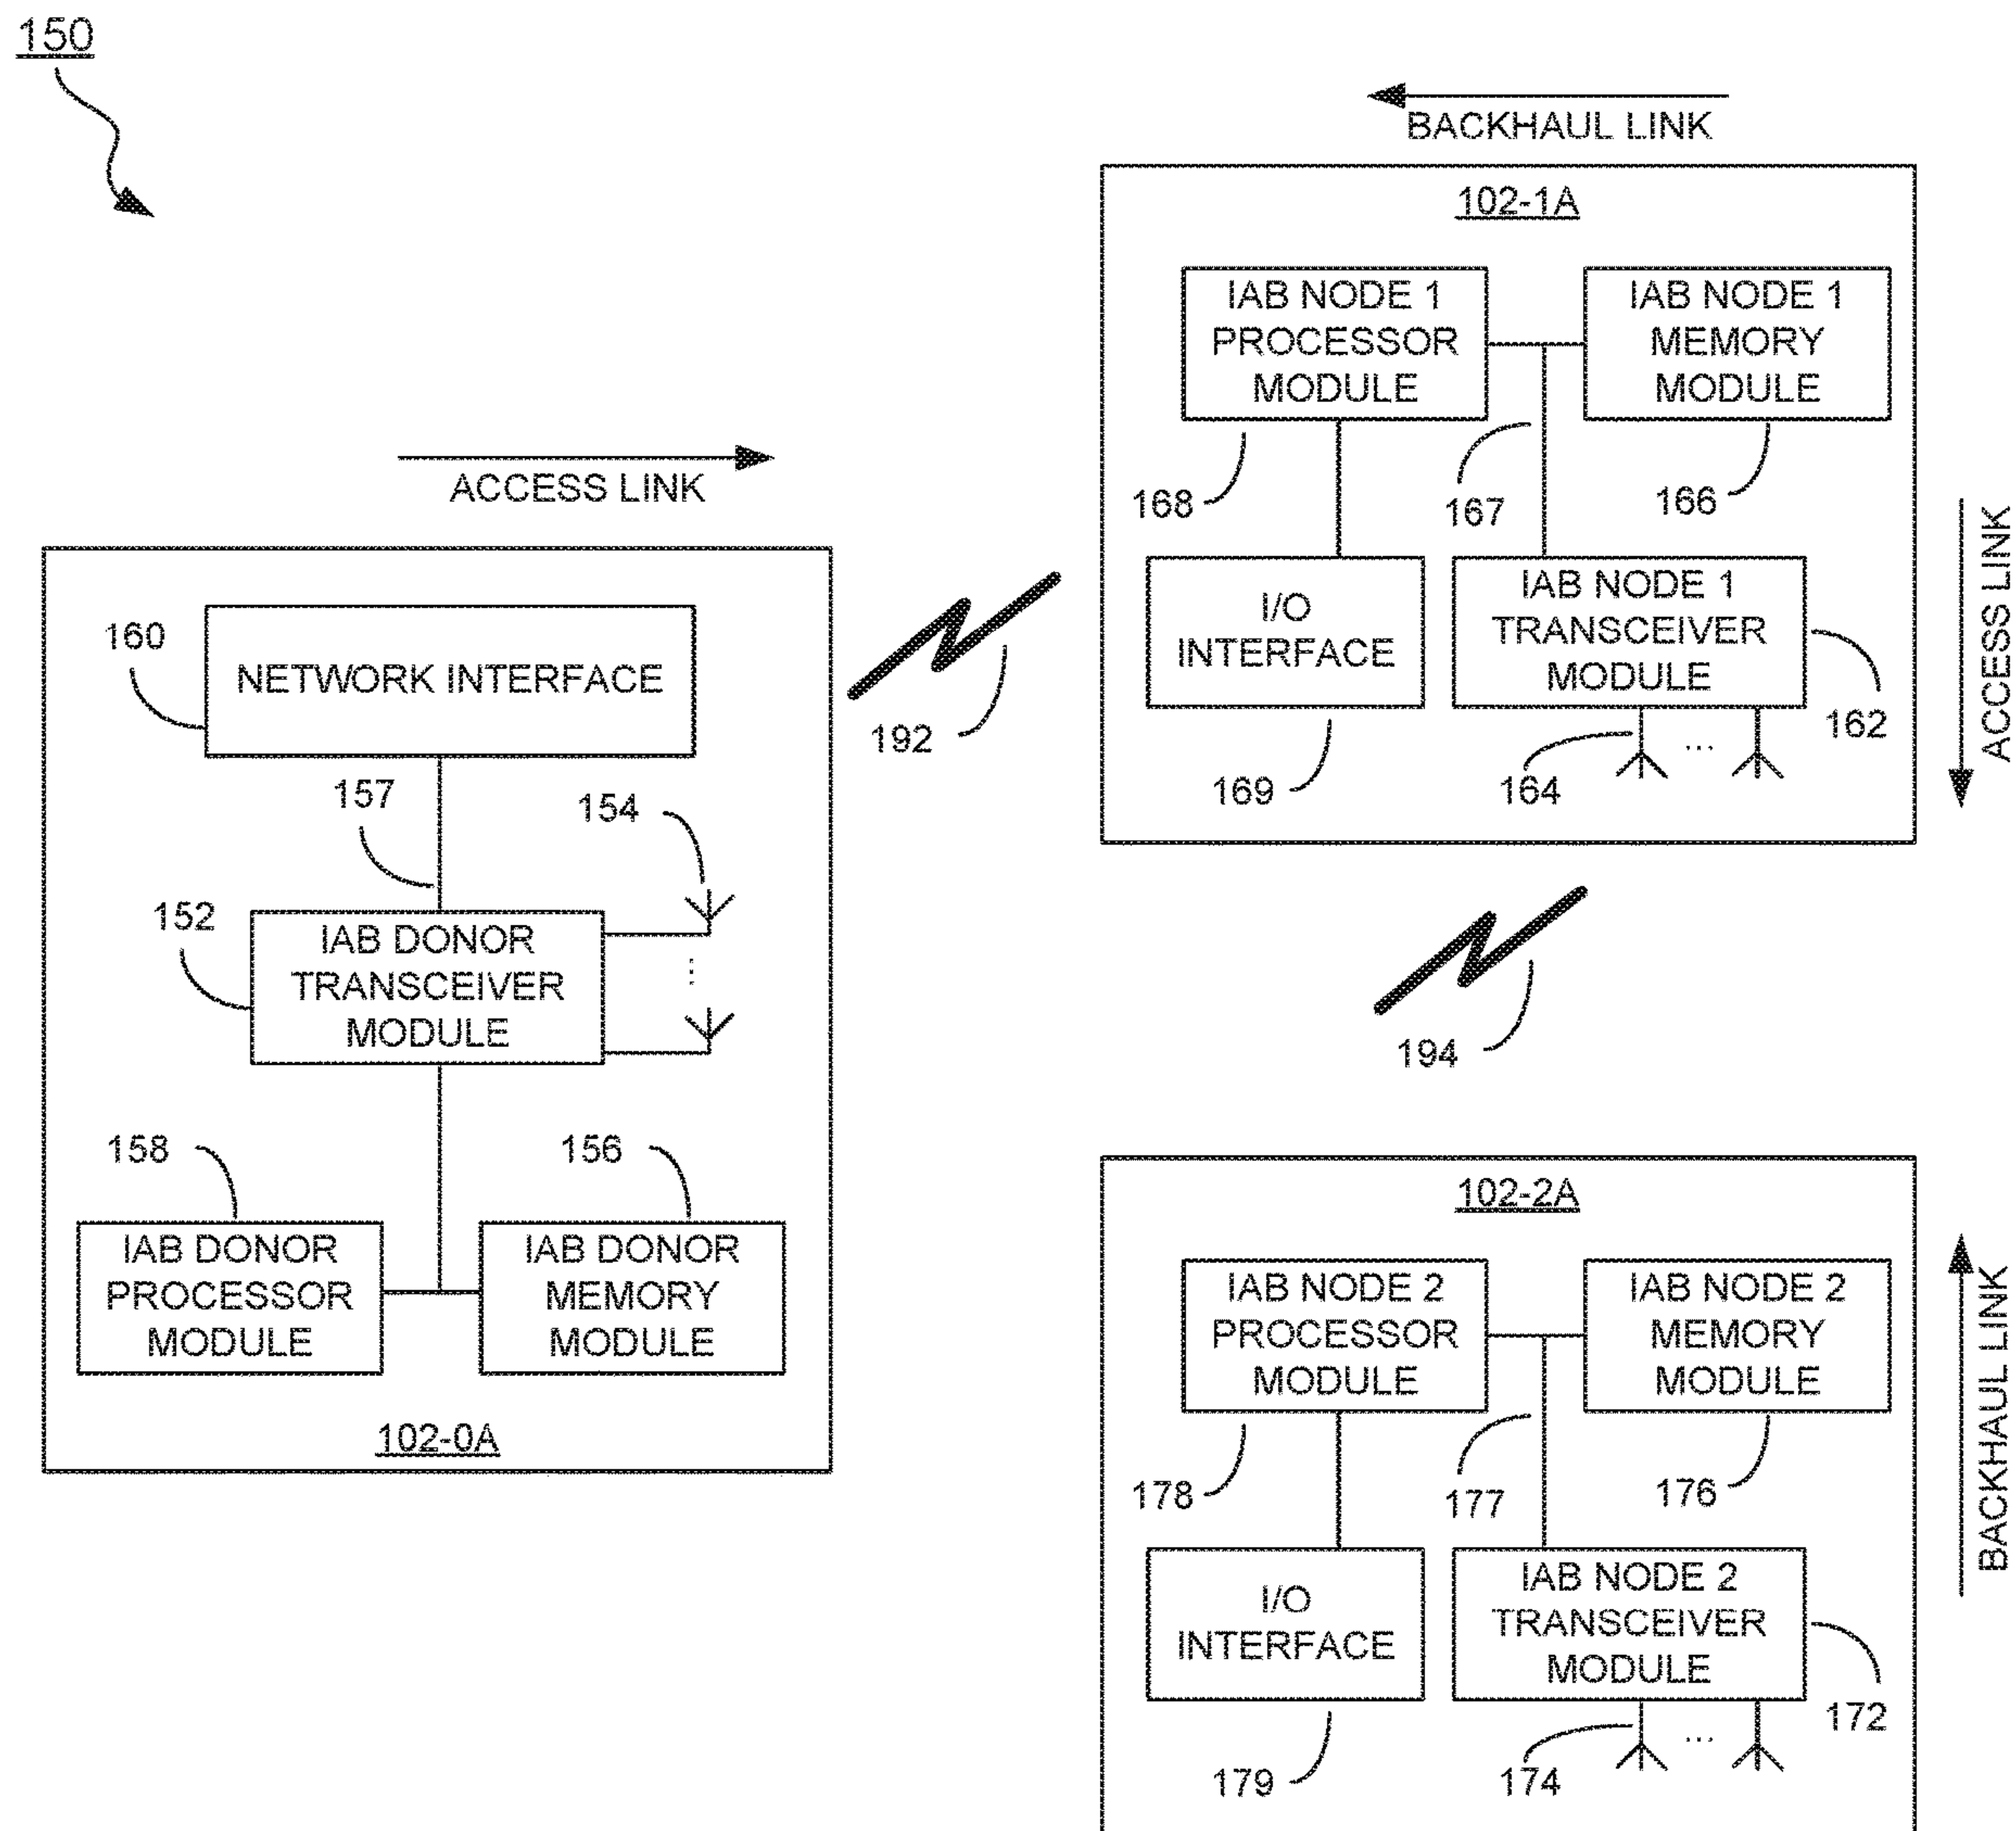 150
BACKHAUL LINK
102-1A
IAB NODE 1
PROCESSOR
MODULE
IAB NODE 1
MEMORY
MODULE
168
167
166
I/O
INTERFACE
IAB NODE 1
TRANSCEIVER
MODULE
162
169
164
...
ACCESS LINK
ACCESS LINK
160
NETWORK INTERFACE
157
154
152
IAB DONOR
TRANSCEIVER
MODULE
...
158
156
IAB DONOR
PROCESSOR
MODULE
IAB DONOR
MEMORY
MODULE
102-0A
192
194
102-2A
IAB NODE 2
PROCESSOR
MODULE
IAB NODE 2
MEMORY
MODULE
178
177
176
I/O
INTERFACE
IAB NODE 2
TRANSCEIVER
MODULE
172
179
174
...
BACKHAUL LINK